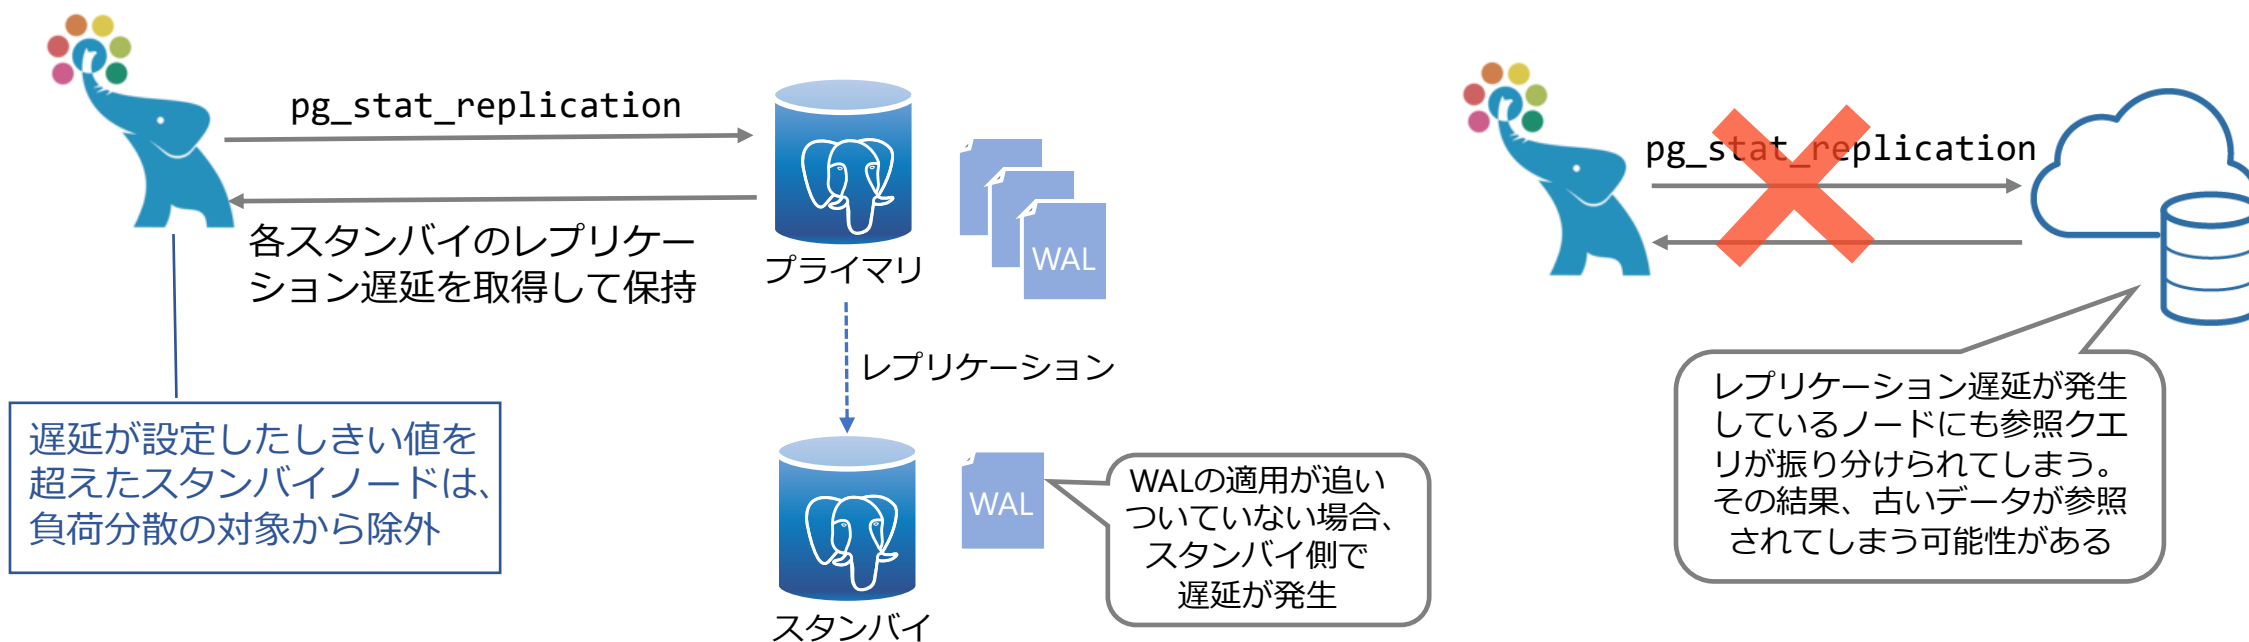 pg_stat_replication
各スタンバイのレプリケー
ション遅延を取得して保持
プライマリ
WAL
レプリケーション
遅延が設定したしきい値を
超えたスタンバイノードは、
負荷分散の対象から除外
WAL
WALの適用が追い
ついていない場合、
スタンバイ側で
遅延が発生
スタンバイ
pg_stat_replication
レプリケーション遅延が発生
しているノードにも参照クエ
リが振り分けられてしまう。
その結果、古いデータが参照
されてしまう可能性がある